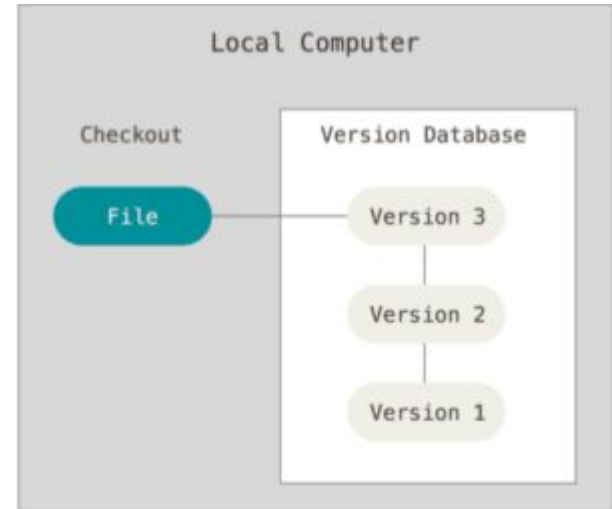 Local Computer
Checkout
Version Database
File
Version 3
Version 2
Version 1